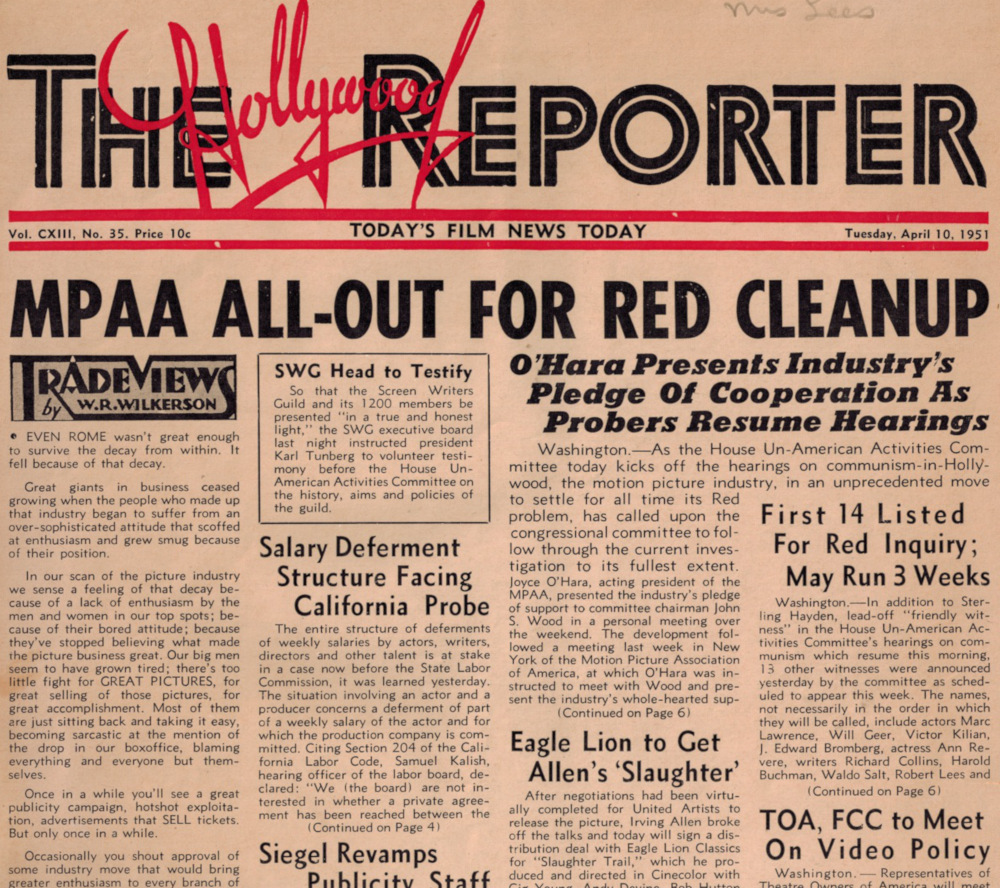 Mrs Lees
THE Hollywood REPORTER
Vol. CXIII, No. 35. Price 10c
TODAY'S FILM NEWS TODAY
Tuesday, April 10, 1951
MPAA ALL-OUT FOR RED CLEANUP
TRADEVIEWS
by W.R.WILKERSON
• EVEN ROME wasn't great enough
to survive the decay from within. It
fell because of that decay.
Great giants in business ceased
growing when the people who made up
that industry began to suffer from an
over-sophisticated attitude that scoffed
at enthusiasm and grew smug because
of their position.
In our scan of the picture industry
we sense a feeling of that decay be-
cause of a lack of enthusiasm by the
men and women in our top spots; be-
cause of their bored attitude; because
they've stopped believing what made
the picture business great. Our big men
seem to have grown tired; there's too
little fight for GREAT PICTURES, for
great selling of those pictures, for
great accomplishment. Most of them
are just sitting back and taking it easy,
becoming sarcastic at the mention of
the drop in our boxoffice, blaming
everything and everyone but them-
selves.
Once in a while you'll see a great
publicity campaign, hotshot exploita-
tion, advertisements that SELL tickets.
But only once in a while.
Occasionally you shout approval of
some industry move that would bring
greater enthusiasm to every branch of
SWG Head to Testify
So that the Screen Writers
Guild and its 1200 members be
presented "in a true and honest
light," the SWG executive board
last night instructed president
Karl Tunberg to volunteer testi-
mony before the House Un-
American Activities Committee on
the history, aims and policies of
the guild.
Salary Deferment
Structure Facing
California Probe
The entire structure of deferments
of weekly salaries by actors, writers,
directors and other talent is at stake
in a case now before the State Labor
Commission, it was learned yesterday.
The situation involving an actor and a
producer concerns a deferment of part
of a weekly salary of the actor and for
which the production company is com-
mitted. Citing Section 204 of the Cali-
fornia Labor Code, Samuel Kalish,
hearing officer of the labor board, de-
clared: "We (the board) are not in-
terested in whether a private agree-
ment has been reached between the
(Continued on Page 4)
Siegel Revamps
Publicity Staff
O'Hara Presents Industry's
Pledge Of Cooperation As
Probers Resume Hearings
Washington.—As the House Un-American Activities Com-
mittee today kicks off the hearings on communism-in-Holly-
wood, the motion picture industry, in an unprecedented move
to settle for all time its Red
problem, has called upon the
congressional committee to fol-
low through the current inves-
tigation to its fullest extent.
Joyce O'Hara, acting president of the
MPAA, presented the industry's pledge
of support to committee chairman John
S. Wood in a personal meeting over
the weekend. The development fol-
lowed a meeting last week in New
York of the Motion Picture Association
of America, at which O'Hara was in-
structed to meet with Wood and pre-
sent the industry's whole-hearted sup-
(Continued on Page 6)
Eagle Lion to Get
Allen's 'Slaughter'
After negotiations had been virtu-
ally completed for United Artists to
release the picture, Irving Allen broke
off the talks and today will sign a dis-
tribution deal with Eagle Lion Classics
for "Slaughter Trail," which he pro-
duced and directed in Cinecolor with
Gig Young, Andy Devine, Bob Hutton
First 14 Listed
For Red Inquiry;
May Run 3 Weeks
Washington.—In addition to Ster-
ling Hayden, lead-off "friendly wit-
ness" in the House Un-American Ac-
tivities Committee's hearings on com-
munism which resume this morning,
13 other witnesses were announced
yesterday by the committee as sched-
uled to appear this week. The names,
not necessarily in the order in which
they will be called, include actors Marc
Lawrence, Will Geer, Victor Kilian,
J. Edward Bromberg, actress Ann Re-
vere, writers Richard Collins, Harold
Buchman, Waldo Salt, Robert Lees and
(Continued on Page 6)
TOA, FCC to Meet
On Video Policy
Washington. — Representatives of
Theatre Owners of America will meet